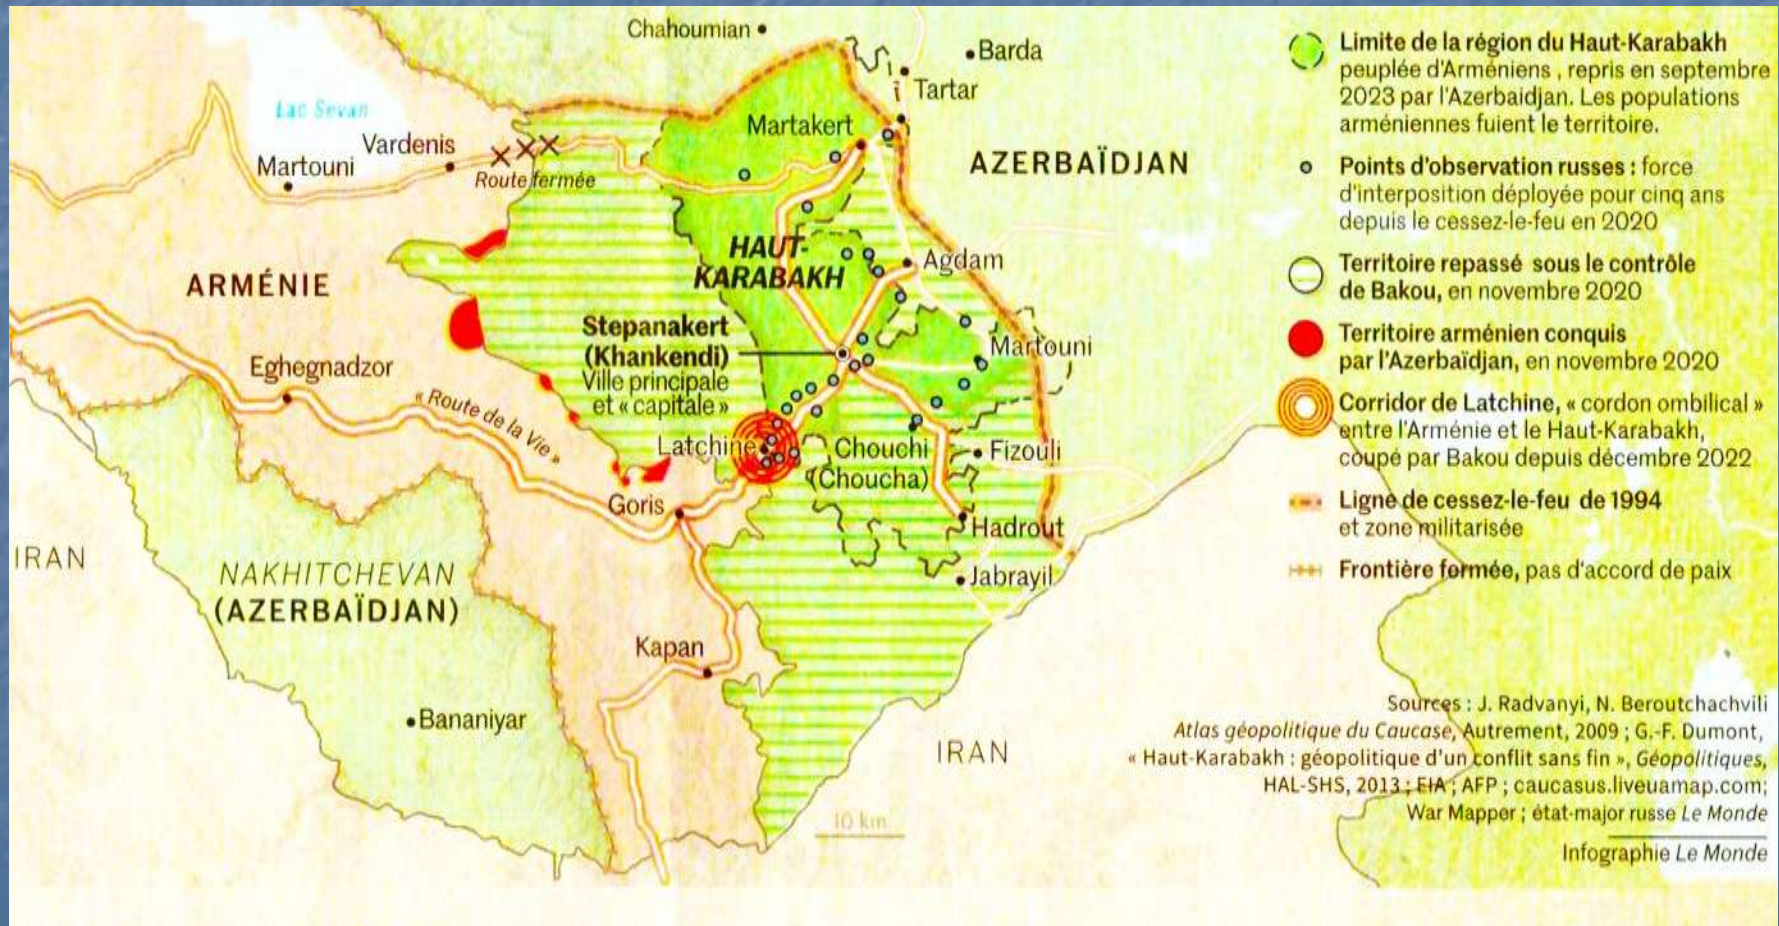 Chahoumian
Barda
Tartar
Lac Sevan
Vardenis
Martouni
Route fermée
Martakert
AZERBAÏDJAN
HAUT-
KARABAKH
Agdam
ARMÉNIE
Stepanakert
(Khankendi)
Ville principale
et « capitale »
Martouni
Eghegnadzor
« Route de la Vie »
Latchine
Chouchi
(Choucha)
Fizouli
Goris
Hadrout
Jabrayil
IRAN
NAKHITCHEVAN
(AZERBAÏDJAN)
Kapan
Bananiyar
IRAN
10 km
Limite de la région du Haut-Karabakh
peuplée d'Arméniens , repris en septembre
2023 par l'Azerbaidjan. Les populations
arméniennes fuient le territoire.
Points d'observation russes : force
d'interposition déployée pour cinq ans
depuis le cessez-le-feu en 2020
Territoire repassé sous le contrôle
de Bakou, en novembre 2020
Territoire arménien conquis
par l'Azerbaïdjan, en novembre 2020
Corridor de Latchine, « cordon ombilical »
entre l'Arménie et le Haut-Karabakh,
coupé par Bakou depuis décembre 2022
Ligne de cessez-le-feu de 1994
et zone militarisée
Frontière fermée, pas d'accord de paix
Sources : J. Radvanyi, N. Beroutchachvili
Atlas géopolitique du Caucase, Autrement, 2009 ; G.-F. Dumont,
« Haut-Karabakh : géopolitique d'un conflit sans fin », Géopolitiques,
HAL-SHS, 2013 ; EIA ; AFP ; caucasus.liveuamap.com;
War Mapper ; état-major russe Le Monde
Infographie Le Monde